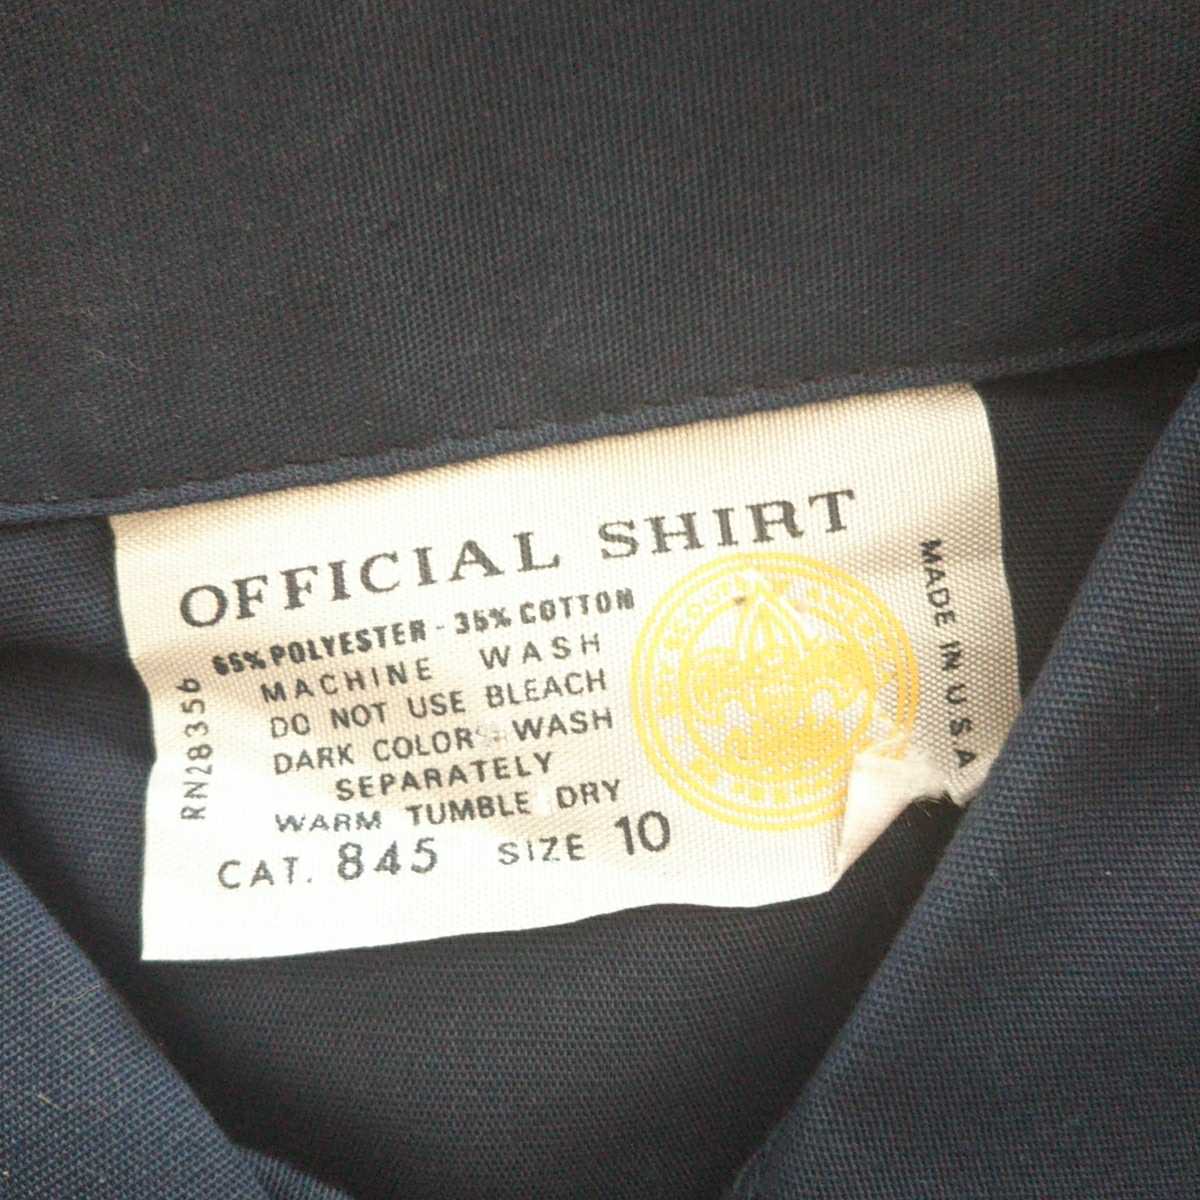 OFFICIAL SHIRT
65% POLYESTER - 35% COTTON
MACHINE WASH
DO NOT USE BLEACH
DARK COLORS WASH
SEPARATELY
WARM TUMBLE DRY
CAT. 845 SIZE 10
RN28356
MADE IN U S A